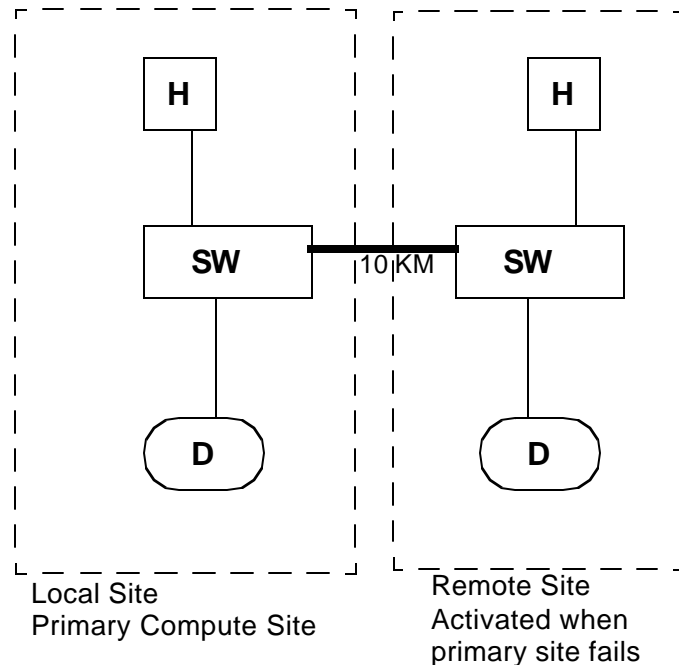 H
H
SW
SW
10 KM
D
D
Local Site
Primary Compute Site
Remote Site
Activated when
primary site fails